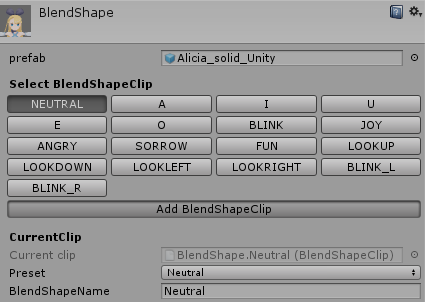 BlendShape
prefab Alicia_solid_Unity
Select BlendShapeClip
NEUTRAL A I U
E O BLINK JOY
ANGRY SORROW FUN LOOKUP
LOOKDOWN LOOKLEFT LOOKRIGHT BLINK_L
BLINK_R
Add BlendShapeClip
CurrentClip
Current clip BlendShape.Neutral (BlendShapeClip)
Preset Neutral
BlendShapeName Neutral